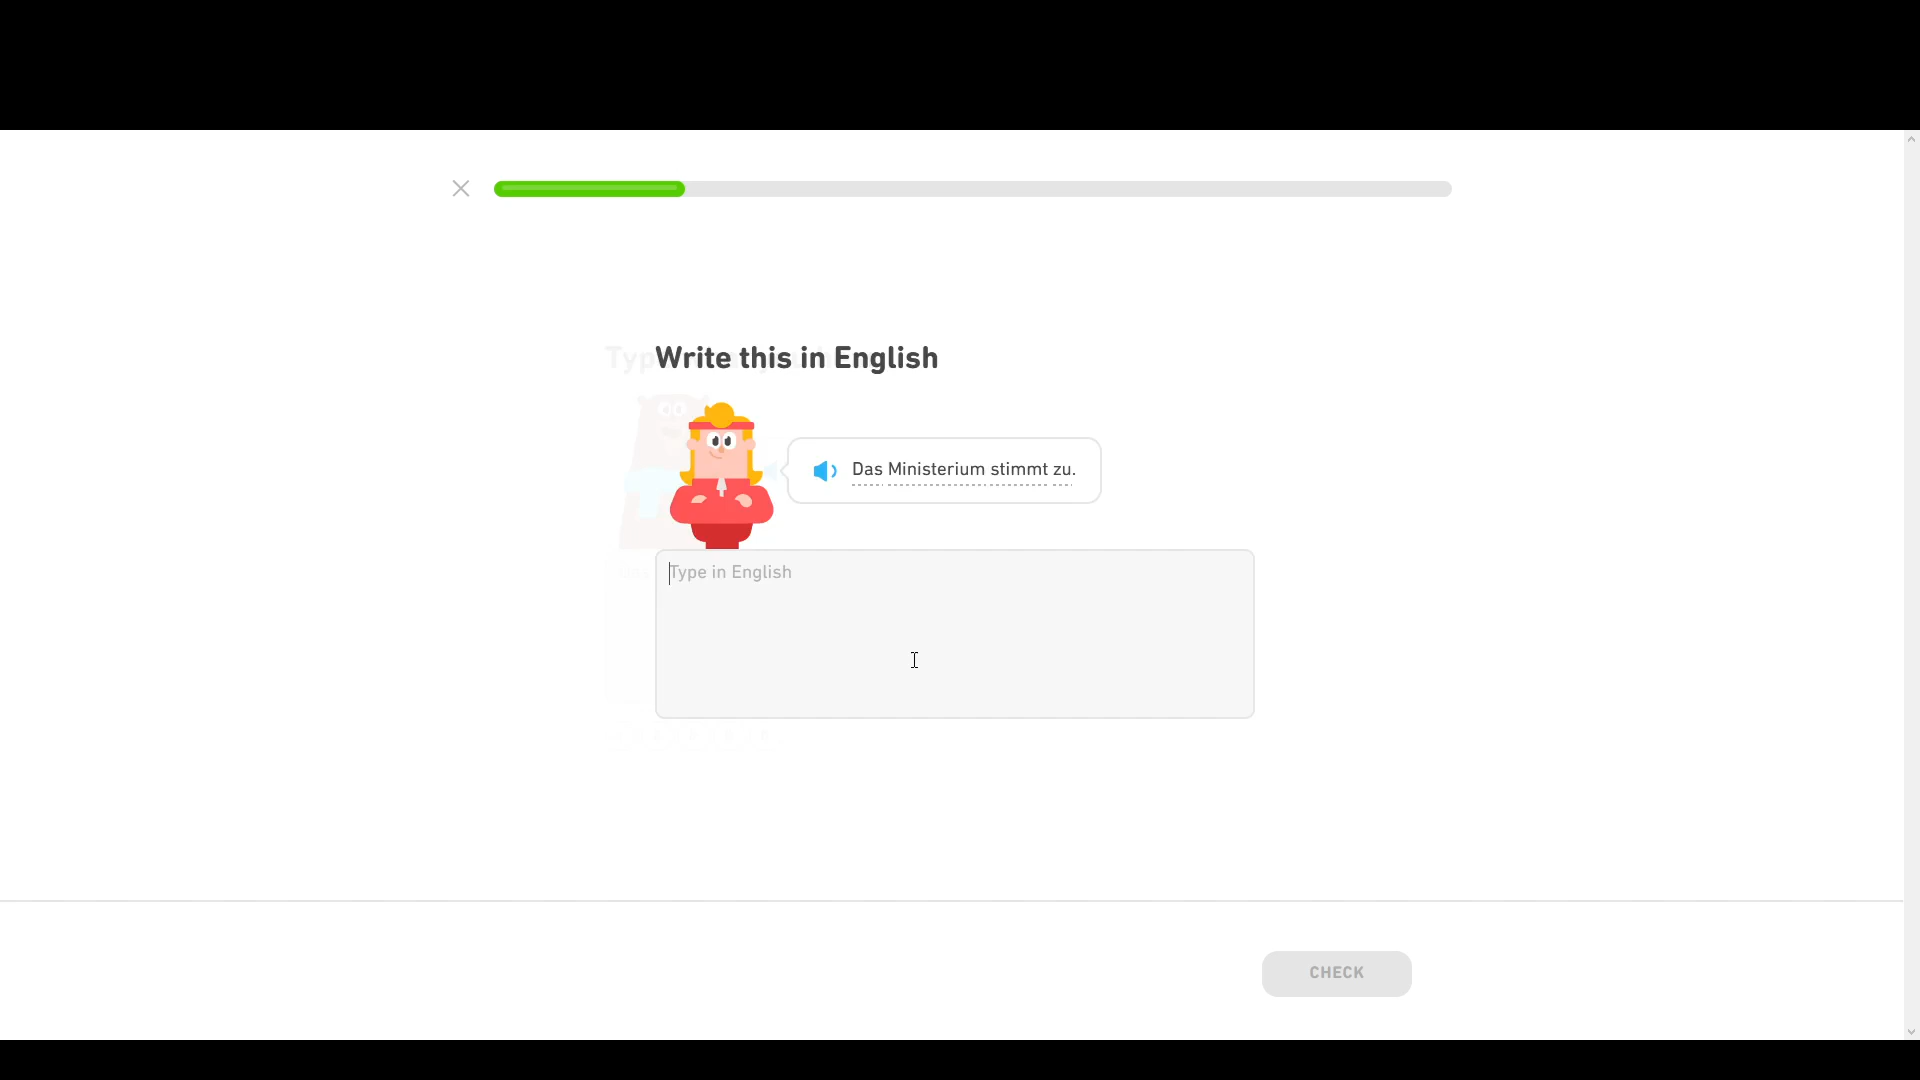 Write this in English
Das Ministerium stimmt zu.
Type in English
CHECK